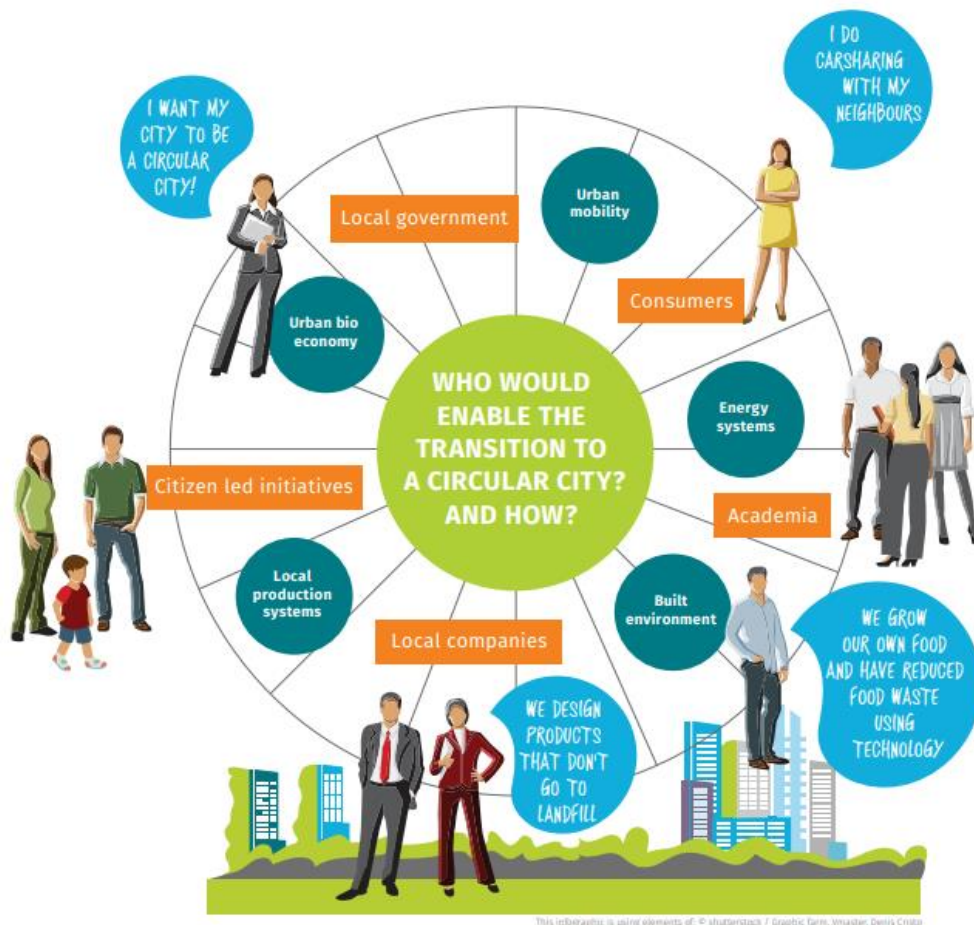 I DO
CARSHARING
WITH MY
NEIGHBOURS
I WANT MY
CITY TO BE
A CIRCULAR
CITY!
Urban
mobility
Local government
Consumers
Urban bio
economy
WHO WOULD
ENABLE THE
TRANSITION TO
A CIRCULAR CITY?
AND HOW?
Energy
systems
Citizen led initiatives
Academia
Local
production
systems
Built
environment
Local companies
WE GROW
OUR OWN FOOD
AND HAVE REDUCED
FOOD WASTE
USING
TECHNOLOGY
WE DESIGN
PRODUCTS
THAT DON'T
GO TO
LANDFILL
This infographic is using elements of: © shutterstock / Graphic farm, Vmaster, Denis Cristo